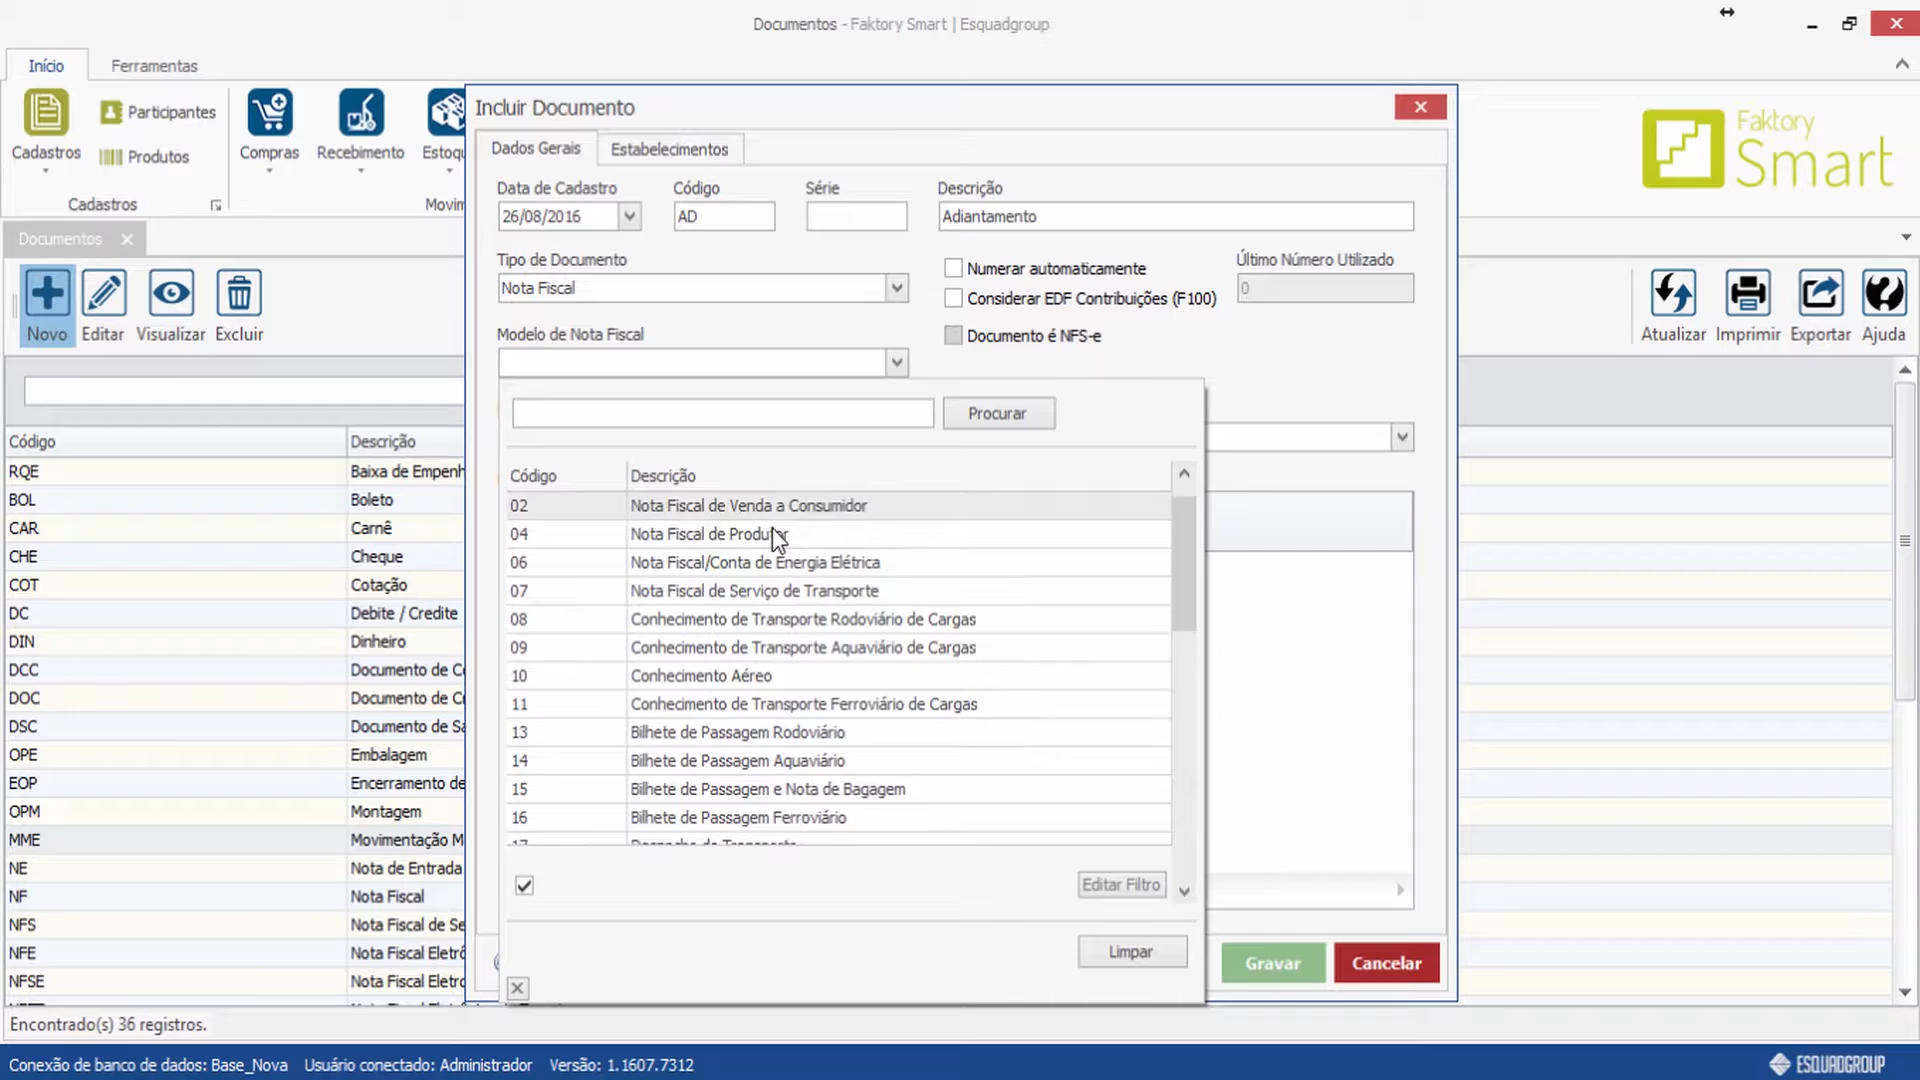 Documentos - Faktory Smart | Esquadgroup
Início
Ferramentas
Cadastros
Participantes
Produtos
Compras
Recebimento
Estoqu
Cadastros
Movim
Faktory
Smart
Documentos
Novo
Editar
Visualizar
Excluir
Atualizar
Imprimir
Exportar
Ajuda
Código Descrição
RQE Baixa de Empenh
BOL Boleto
CAR Carnê
CHE Cheque
COT Cotação
DC Debite / Credite
DIN Dinheiro
DCC Documento de Co
DOC Documento de Cr
DSC Documento de Sa
OPE Embalagem
EOP Encerramento de
OPM Montagem
MME Movimentação M
NE Nota de Entrada
NF Nota Fiscal
NFS Nota Fiscal de Se
NFE Nota Fiscal Eletrô
NFSE Nota Fiscal Eletro
Encontrado(s) 36 registros.
Incluir Documento
Dados Gerais
Estabelecimentos
Data de Cadastro
Código
Série
Descrição
26/08/2016
AD
Adiantamento
Tipo de Documento
Nota Fiscal
Numerar automaticamente
Considerar EDF Contribuições (F100)
Documento é NFS-e
Último Número Utilizado
0
Modelo de Nota Fiscal
Procurar
Código Descrição
02 Nota Fiscal de Venda a Consumidor
04 Nota Fiscal de Produtor
06 Nota Fiscal/Conta de Energia Elétrica
07 Nota Fiscal de Serviço de Transporte
08 Conhecimento de Transporte Rodoviário de Cargas
09 Conhecimento de Transporte Aquaviário de Cargas
10 Conhecimento Aéreo
11 Conhecimento de Transporte Ferroviário de Cargas
13 Bilhete de Passagem Rodoviário
14 Bilhete de Passagem Aquaviário
15 Bilhete de Passagem e Nota de Bagagem
16 Bilhete de Passagem Ferroviário
17 Despacho de Transporte
Editar Filtro
Limpar
Gravar
Cancelar
Conexão de banco de dados: Base_Nova Usuário conectado: Administrador Versão: 1.1607.7312
ESQUADGROUP